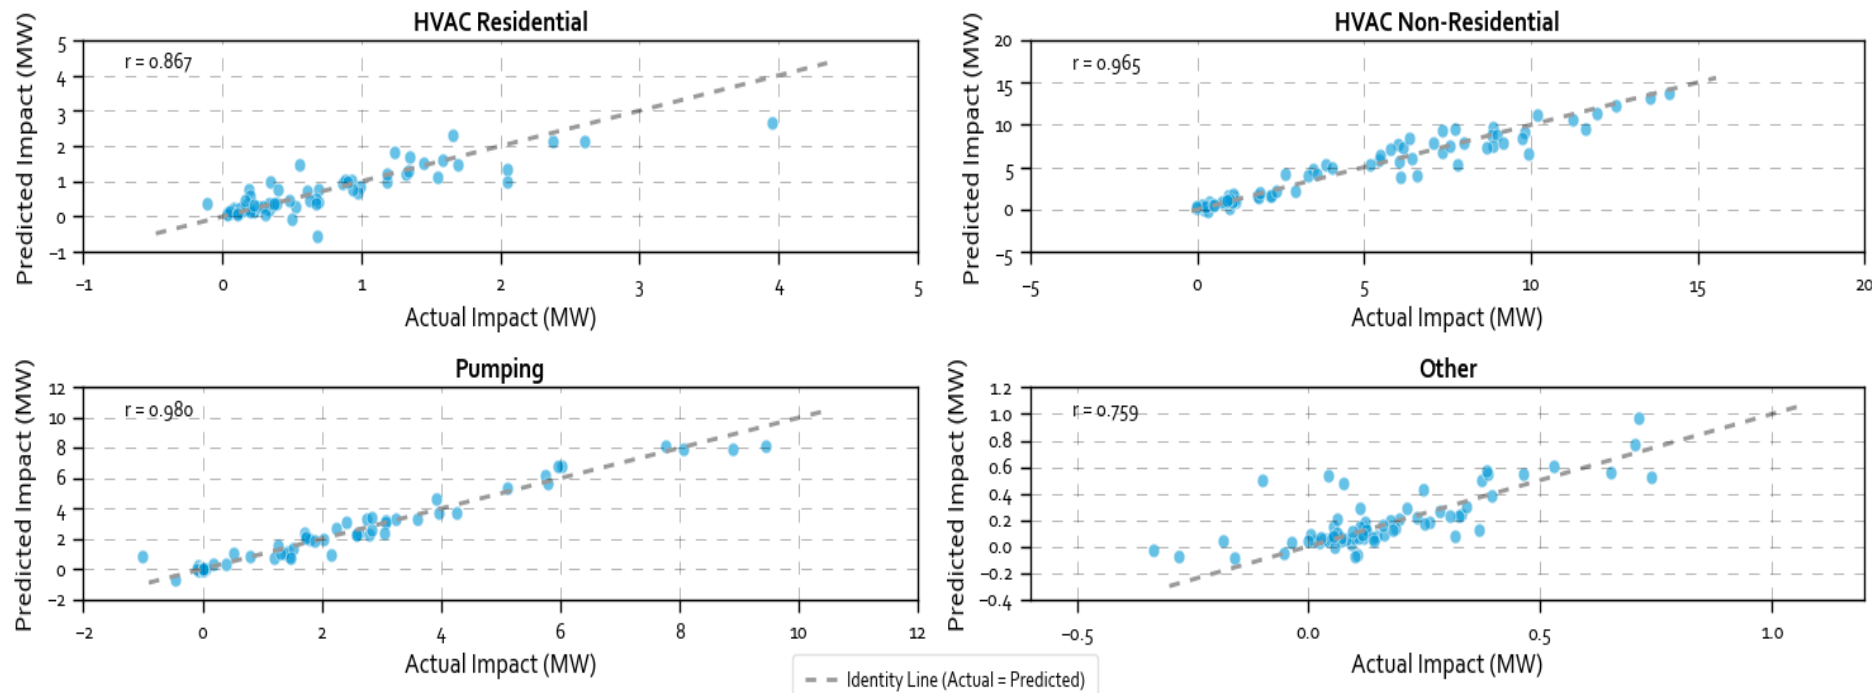 HVAC Residential
Predicted Impact (MW)
5
4
3
2
1
0
−1
r = 0.867
−1 0 1 2 3 4 5
Actual Impact (MW)
HVAC Non-Residential
Predicted Impact (MW)
20
15
10
5
0
−5
r = 0.965
−5 0 5 10 15 20
Actual Impact (MW)
Pumping
Predicted Impact (MW)
12
10
8
6
4
2
0
−2
r = 0.980
−2 0 2 4 6 8 10 12
Actual Impact (MW)
Other
Predicted Impact (MW)
1.2
1.0
0.8
0.6
0.4
0.2
0.0
−0.2
−0.4
r = 0.759
−0.5 0.0 0.5 1.0
Actual Impact (MW)
Identity Line (Actual = Predicted)